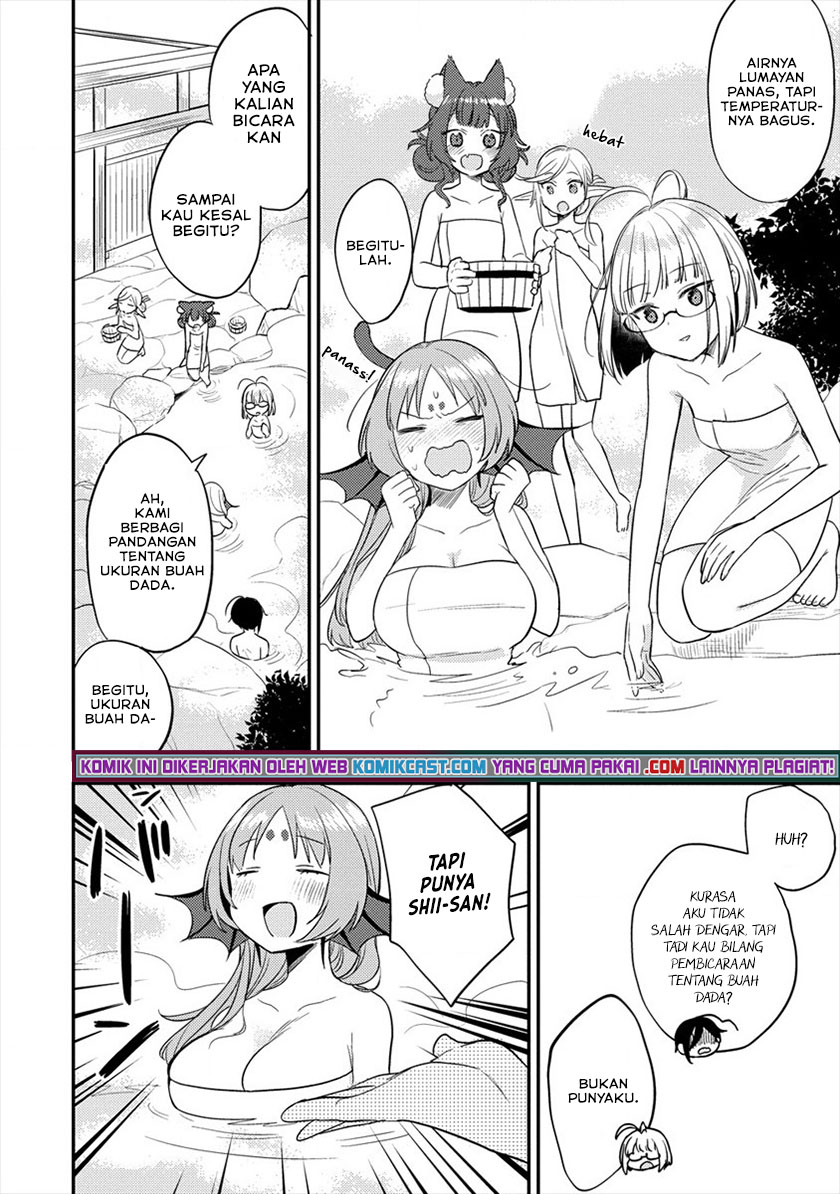 AIRNYA
LUMAYAN
PANAS, TAPI
TEMPERATUR-
NYA BAGUS.
hebat
BEGITU-
LAH.
panass!
APA
YANG
KALIAN
BICARA
KAN
SAMPAI
KAU KESAL
BEGITU?
AH,
KAMI
BERBAGI
PANDANGAN
TENTANG
UKURAN BUAH
DADA.
BEGITU,
UKURAN
BUAH DA-
KOMIK INI DIKERJAKAN OLEH WEB KOMIKCAST.COM YANG CUMA PAKAI .COM LAINNYA PLAGIAT!
HUH?
KURASA
AKU TIDAK
SALAH DENGAR, TAPI
TADI KAU BILANG
PEMBICARAAN
TENTANG BUAH
DADA?
BUKAN
PUNYAKU.
TAPI
PUNYA
SHII-SAN!